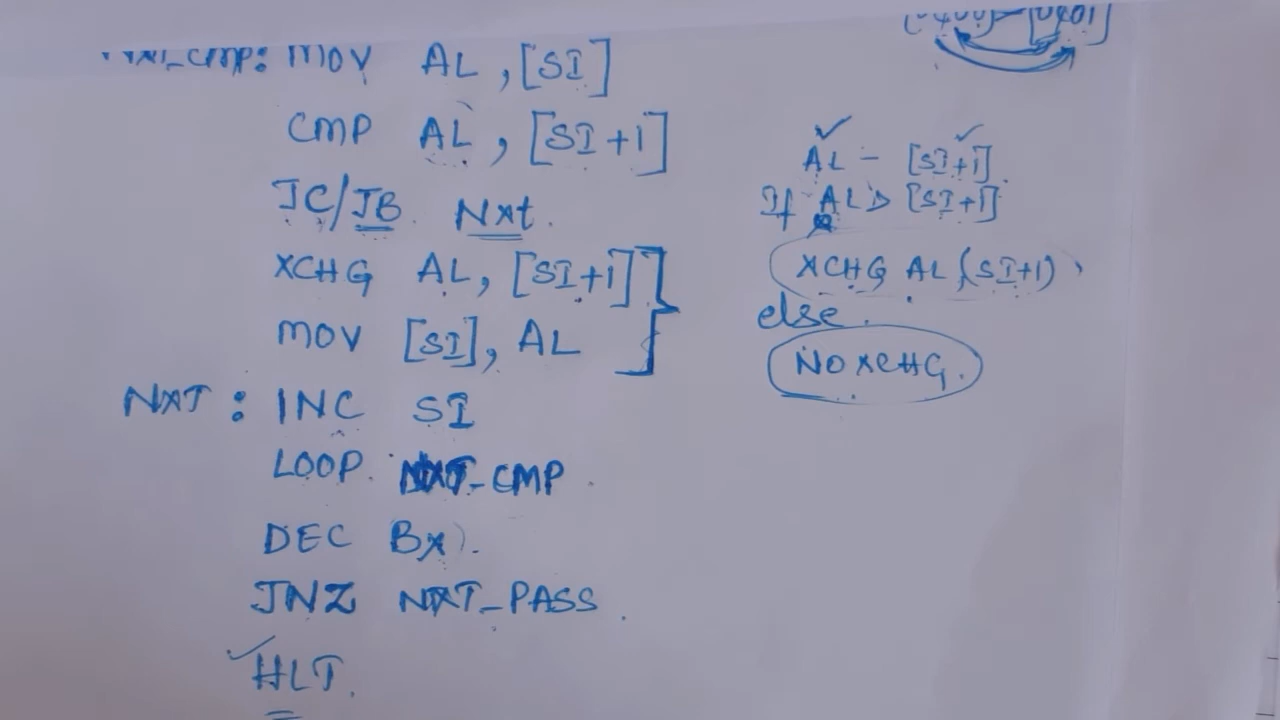 MOV AL, [SI]
CMP AL, [SI+1]
JC/JB Nxt.
XCHG AL, [SI+1]
MOV [SI], AL
NXT: INC SI
LOOP NXT_CMP
DEC BX
JNZ NXT_PASS
HLT.
AL - [SI+1]
If AL > [SI+1]
XCHG AL, (SI+1)
else.
NO XCHG.